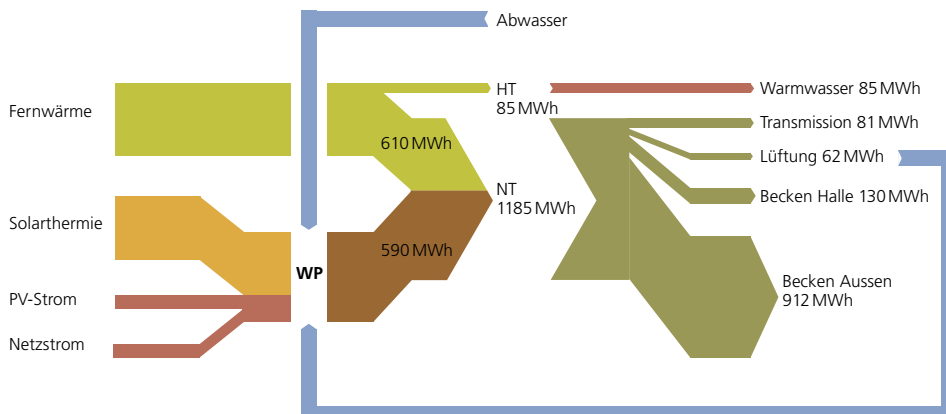 Abwasser
Fernwärme
HT
85 MWh
Warmwasser 85 MWh
Transmission 81 MWh
610 MWh
Lüftung 62 MWh
NT
1185 MWh
Becken Halle 130 MWh
Solarthermie
590 MWh
WP
Becken Aussen
912 MWh
PV-Strom
Netzstrom